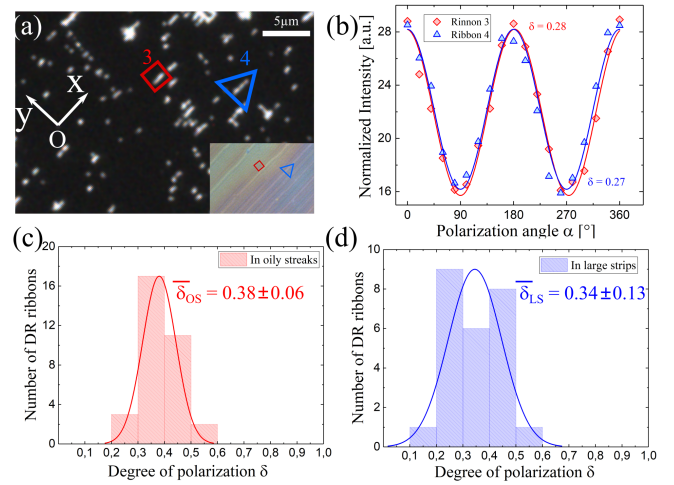 (a)
5µm
3
4
x
y
O
(b)
Normalized Intensity [a.u.]
28
24
20
16
Rinnon 3
Ribbon 4
δ = 0.28
δ = 0.27
0
90
180
270
360
Polarization angle α [°]
(c)
Number of DR ribbons
20
16
12
8
4
0
In oily streaks
δOS = 0.38±0.06
0,1 0,2 0,3 0,4 0,5 0,6 0,7 0,8 0,9 1,0
Degree of polarization δ
(d)
Number of DR ribbons
10
8
6
4
2
0
In large strips
δLS = 0.34±0.13
0,1 0,2 0,3 0,4 0,5 0,6 0,7 0,8 0,9 1,0
Degree of polarization δ